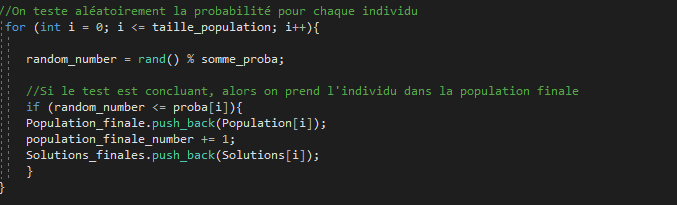 //On teste aléatoirement la probabilité pour chaque individu
for (int i = 0; i <= taille_population; i++){
random_number = rand() % somme_proba;
//Si le test est concluant, alors on prend l'individu dans la population finale
if (random_number <= proba[i]){
Population_finale.push_back(Population[i]);
population_finale_number += 1;
Solutions_finales.push_back(Solutions[i]);
}
}